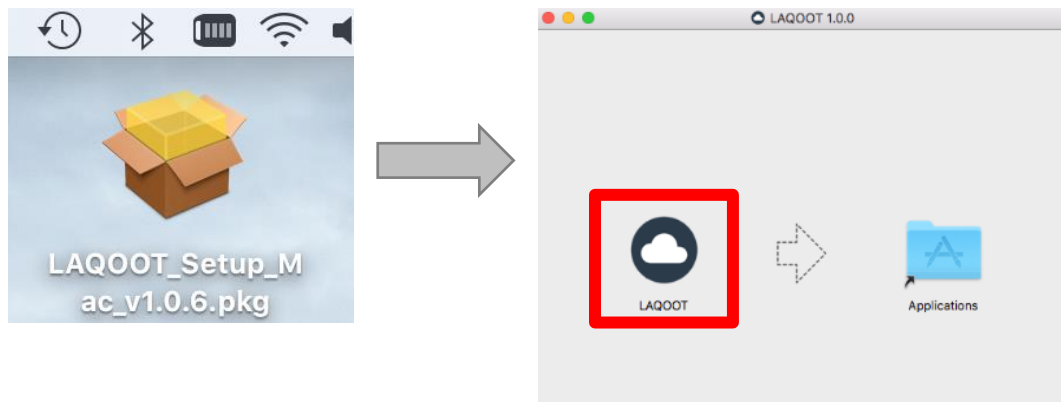 LAQOOT_Setup_M
ac_v1.0.6.pkg
LAQOOT 1.0.0
LAQOOT
Applications